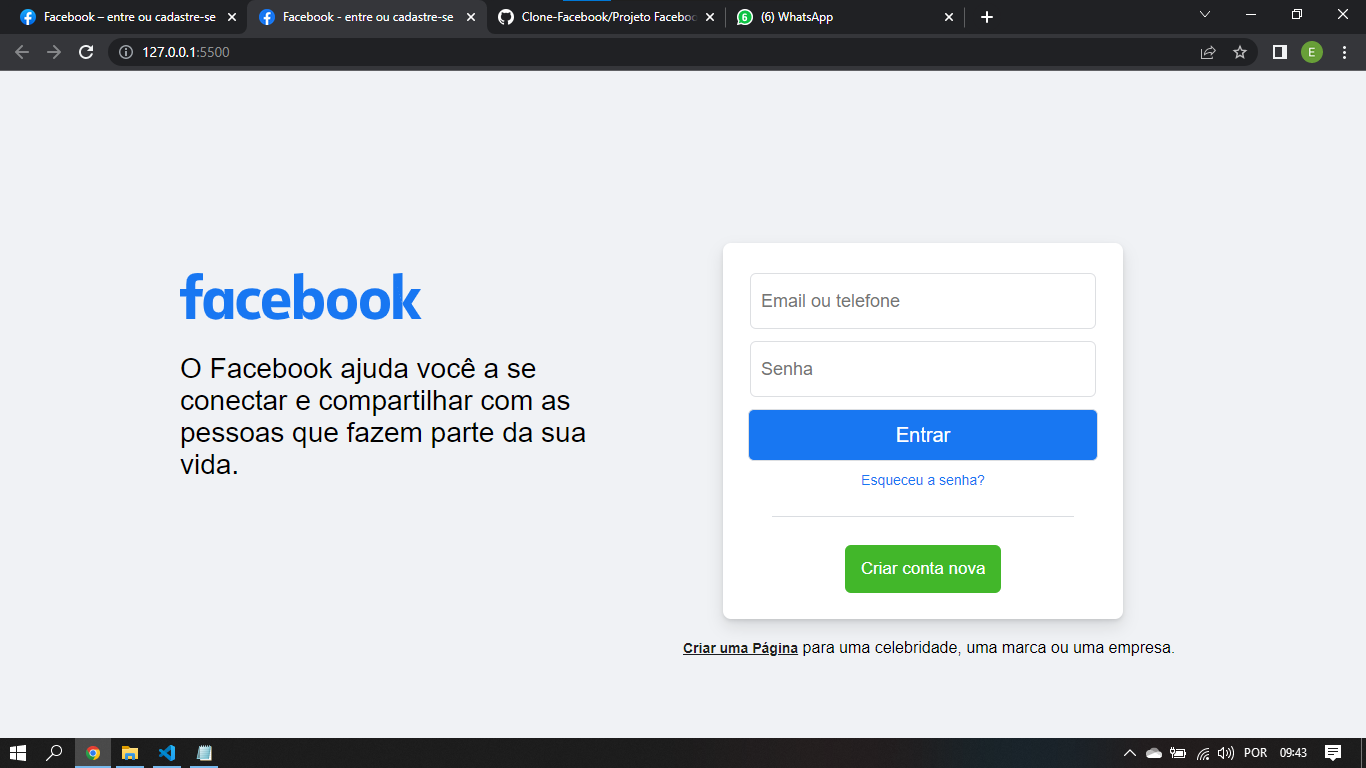 Facebook – entre ou cadastre-se
Facebook - entre ou cadastre-se
Clone-Facebook/Projeto Faceboo
6
(6) WhatsApp
127.0.0.1:5500
E
facebook
O Facebook ajuda você a se
conectar e compartilhar com as
pessoas que fazem parte da sua
vida.
Email ou telefone
Senha
Entrar
Esqueceu a senha?
Criar conta nova
Criar uma Página para uma celebridade, uma marca ou uma empresa.
POR
09:43